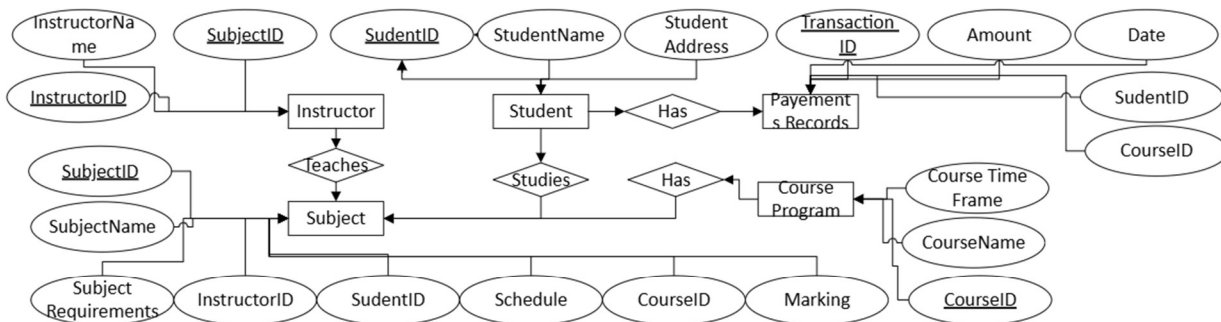 InstructorNa
me
SubjectID
SudentID
StudentName
Student
Address
Transaction
ID
Amount
Date
InstructorID
Instructor
Student
Has
Payement
s Records
SudentID
CourseID
Teaches
SubjectID
Studies
Has
Course
Program
Course Time
Frame
SubjectName
Subject
CourseName
Subject
Requirements
InstructorID
SudentID
Schedule
CourseID
Marking
CourseID